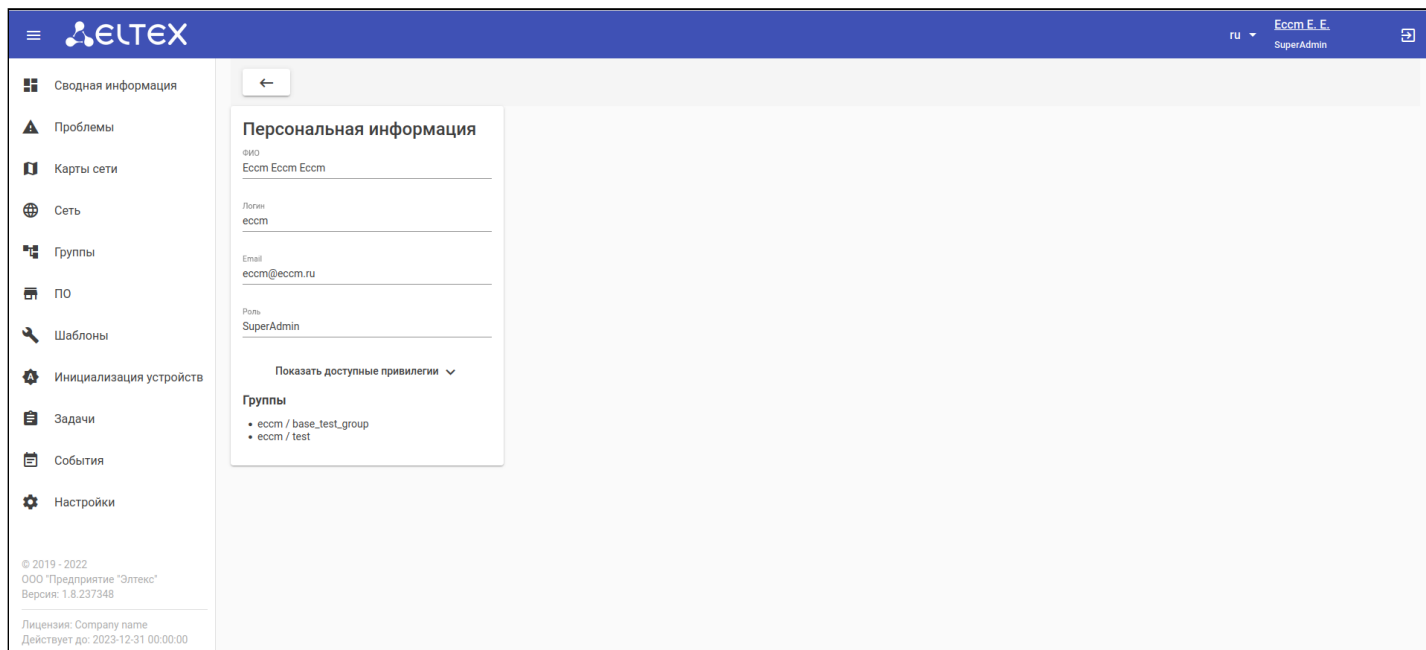 ELTEX
ru
Eccm E. E.
SuperAdmin
Сводная информация
Проблемы
Карты сети
Сеть
Группы
ПО
Шаблоны
Инициализация устройств
Задачи
События
Настройки
© 2019 - 2022
ООО "Предприятие "Элтекс"
Версия: 1.8.237348
Лицензия: Company name
Действует до: 2023-12-31 00:00:00
Персональная информация
ФИО
Eccm Eccm Eccm
Логин
eccm
Email
eccm@eccm.ru
Роль
SuperAdmin
Показать доступные привилегии
Группы
• eccm / base_test_group
• eccm / test